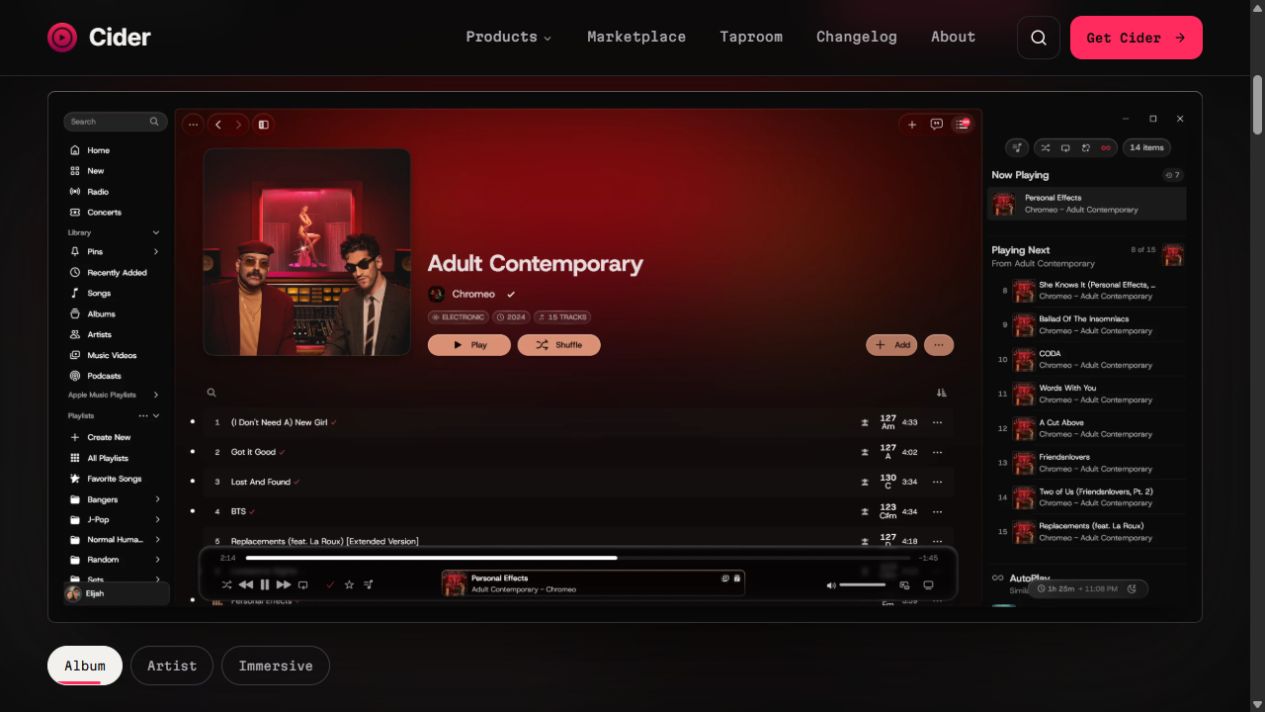 Cider
Products
Marketplace
Taproom
Changelog
About
Get Cider →
Search
Home
New
Radio
Concerts
Library
Pins
Recently Added
Songs
Albums
Artists
Music Videos
Podcasts
Apple Music Playlists
Playlists
Create New
All Playlists
Favorite Songs
Bangers
J-Pop
Normal Huma...
Random
Sets
Elijah
Adult Contemporary
Chromeo
ELECTRONIC
2024
15 TRACKS
Play
Shuffle
Add
1 (I Don't Need A) New Girl 127 Am 4:33
2 Got it Good 127 A 4:02
3 Lost And Found 130 C 3:34
4 BTS 123 C#m 4:34
5 Replacements (feat. La Roux) [Extended Version] 127 4:18
Personal Effects
2:14
-1:45
Personal Effects
Adult Contemporary – Chromeo
14 items
Now Playing
7
Personal Effects
Chromeo – Adult Contemporary
Playing Next
8 of 15
From Adult Contemporary
8 She Knows It (Personal Effects, ...
Chromeo – Adult Contemporary
9 Ballad Of The Insomniacs
Chromeo – Adult Contemporary
10 CODA
Chromeo – Adult Contemporary
11 Words With You
Chromeo – Adult Contemporary
12 A Cut Above
Chromeo – Adult Contemporary
13 Friendsnlovers
Chromeo – Adult Contemporary
14 Two of Us (Friendsnlovers, Pt. 2)
Chromeo – Adult Contemporary
15 Replacements (feat. La Roux)
Chromeo – Adult Contemporary
AutoPlay
1h 25m → 11:08 PM
Album
Artist
Immersive